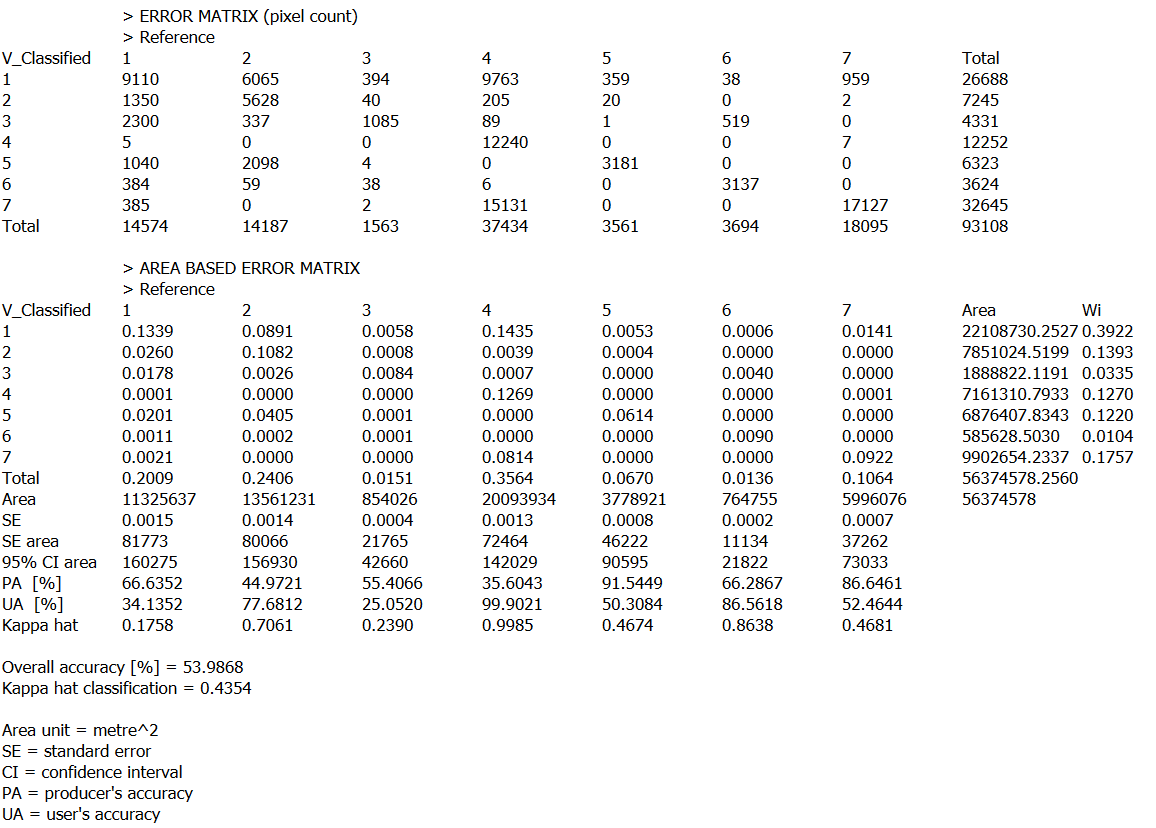 > ERROR MATRIX (pixel count)
> Reference
V_Classified 1 2 3 4 5 6 7 Total
1 9110 6065 394 9763 359 38 959 26688
2 1350 5628 40 205 20 0 2 7245
3 2300 337 1085 89 1 519 0 4331
4 5 0 0 12240 0 0 7 12252
5 1040 2098 4 0 3181 0 0 6323
6 384 59 38 6 0 3137 0 3624
7 385 0 2 15131 0 0 17127 32645
Total 14574 14187 1563 37434 3561 3694 18095 93108
> AREA BASED ERROR MATRIX
> Reference
V_Classified 1 2 3 4 5 6 7 Area Wi
1 0.1339 0.0891 0.0058 0.1435 0.0053 0.0006 0.0141 22108730.2527 0.3922
2 0.0260 0.1082 0.0008 0.0039 0.0004 0.0000 0.0000 7851024.5199 0.1393
3 0.0178 0.0026 0.0084 0.0007 0.0000 0.0040 0.0000 1888822.1191 0.0335
4 0.0001 0.0000 0.0000 0.1269 0.0000 0.0000 0.0001 7161310.7933 0.1270
5 0.0201 0.0405 0.0001 0.0000 0.0614 0.0000 0.0000 6876407.8343 0.1220
6 0.0011 0.0002 0.0001 0.0000 0.0000 0.0090 0.0000 585628.5030 0.0104
7 0.0021 0.0000 0.0000 0.0814 0.0000 0.0000 0.0922 9902654.2337 0.1757
Total 0.2009 0.2406 0.0151 0.3564 0.0670 0.0136 0.1064 56374578.2560
Area 11325637 13561231 854026 20093934 3778921 764755 5996076 56374578
SE 0.0015 0.0014 0.0004 0.0013 0.0008 0.0002 0.0007
SE area 81773 80066 21765 72464 46222 11134 37262
95% CI area 160275 156930 42660 142029 90595 21822 73033
PA [%] 66.6352 44.9721 55.4066 35.6043 91.5449 66.2867 86.6461
UA [%] 34.1352 77.6812 25.0520 99.9021 50.3084 86.5618 52.4644
Kappa hat 0.1758 0.7061 0.2390 0.9985 0.4674 0.8638 0.4681
Overall accuracy [%] = 53.9868
Kappa hat classification = 0.4354
Area unit = metre^2
SE = standard error
CI = confidence interval
PA = producer's accuracy
UA = user's accuracy